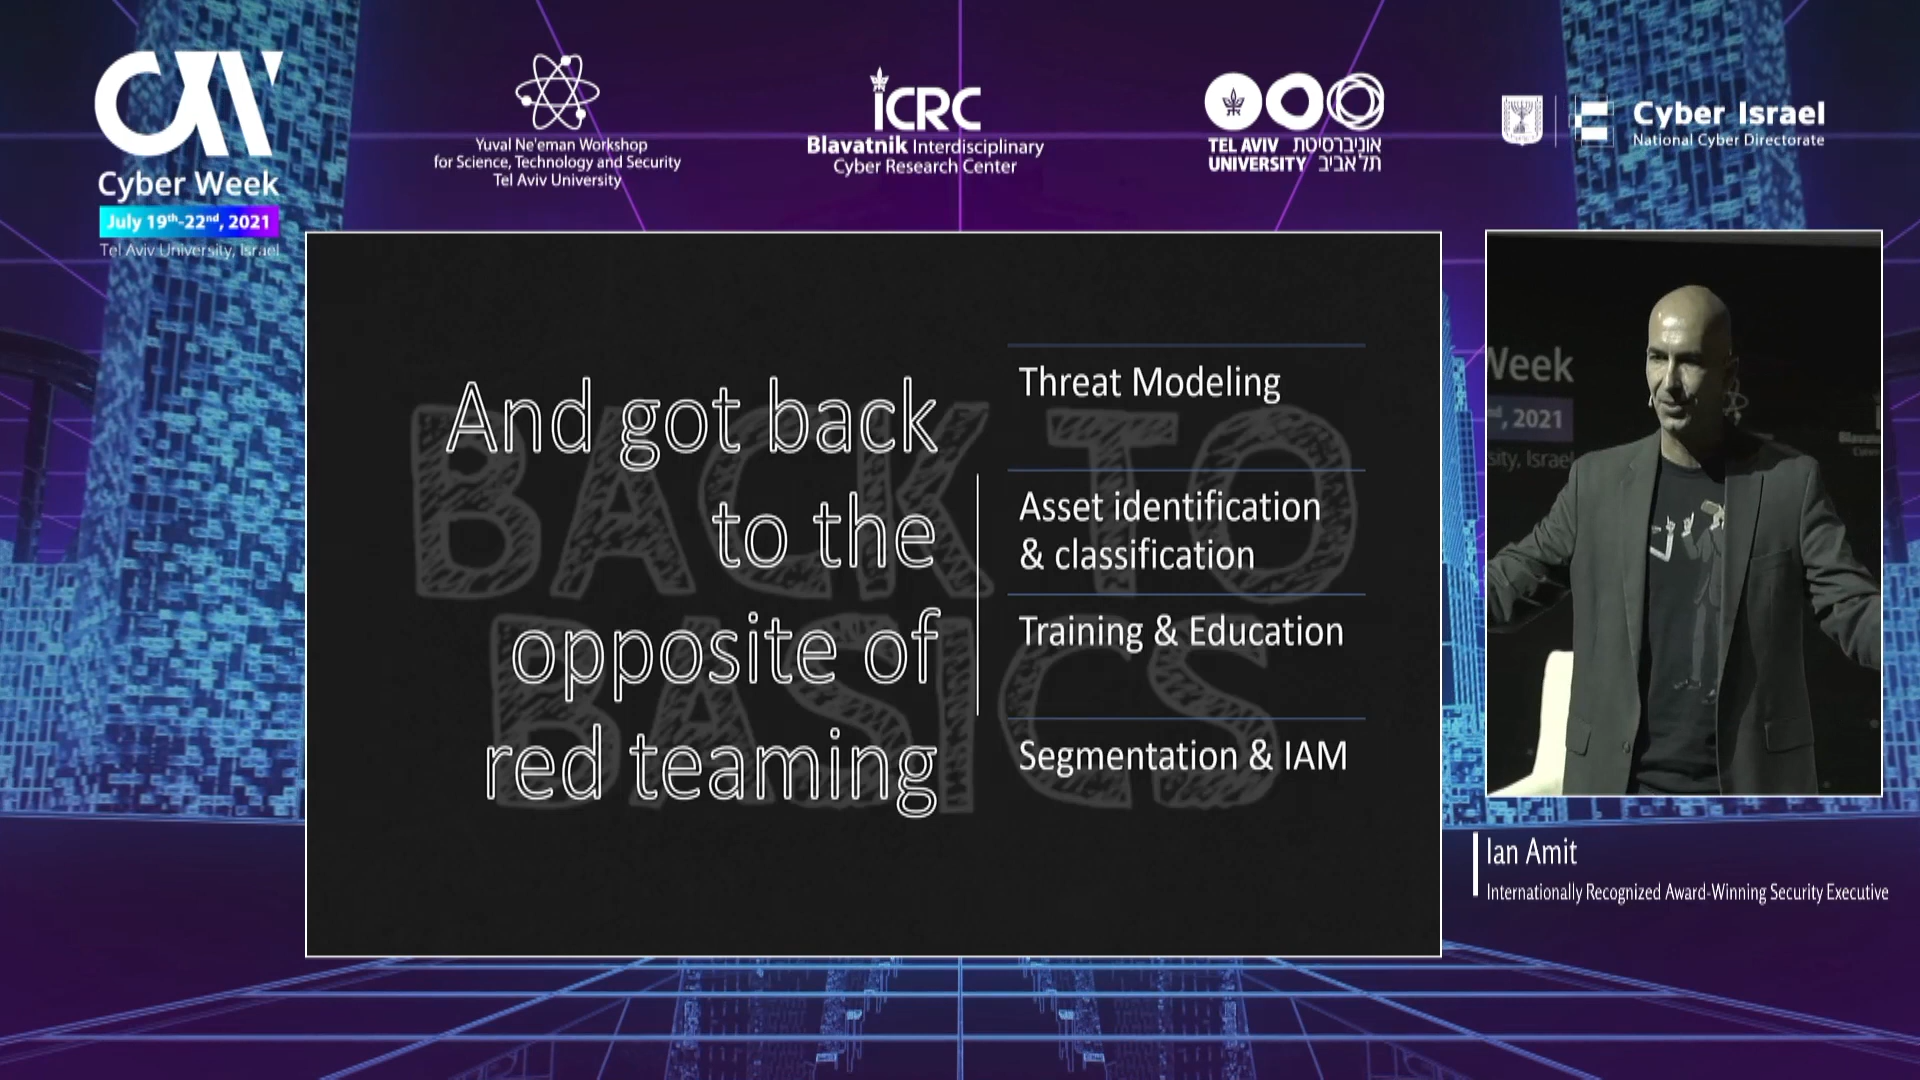 Cyber Week
July 19th-22nd, 2021
Tel Aviv University, Israel
Yuval Ne'eman Workshop
for Science, Technology and Security
Tel Aviv University
ICRC
Blavatnik Interdisciplinary
Cyber Research Center
TEL AVIV אוניברסיטת
UNIVERSITY תל אביב
Cyber Israel
National Cyber Directorate
And got back
to the
opposite of
red teaming
BACK TO
BASICS
Threat Modeling
Asset identification
& classification
Training & Education
Segmentation & IAM
Week
, 2021
sity, Israel
Ian Amit
Internationally Recognized Award-Winning Security Executive